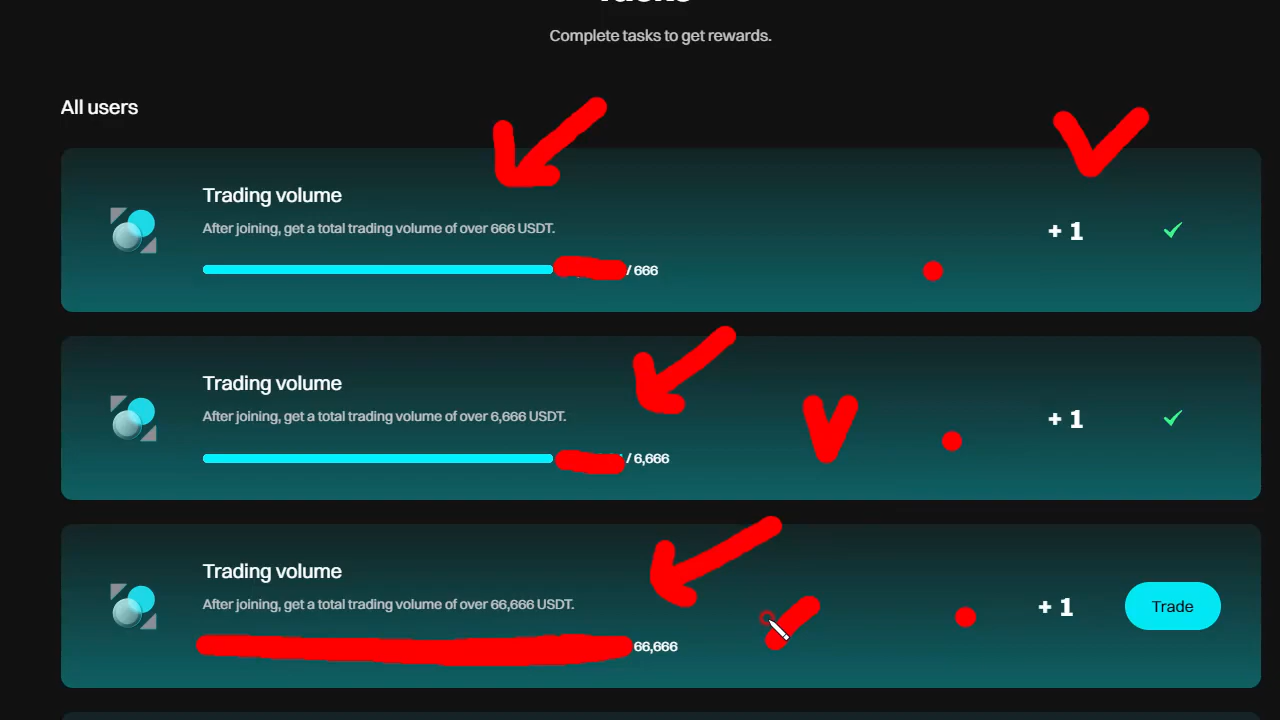 Complete tasks to get rewards.
All users
Trading volume
After joining, get a total trading volume of over 666 USDT.
/ 666
+ 1
Trading volume
After joining, get a total trading volume of over 6,666 USDT.
/ 6,666
+ 1
Trading volume
After joining, get a total trading volume of over 66,666 USDT.
66,666
+ 1
Trade